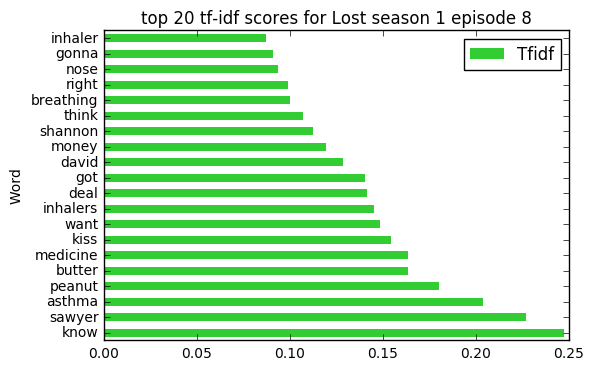 top 20 tf-idf scores for Lost season 1 episode 8
Tfidf
Word
inhaler
gonna
nose
right
breathing
think
shannon
money
david
got
deal
inhalers
want
kiss
medicine
butter
peanut
asthma
sawyer
know
0.00 0.05 0.10 0.15 0.20 0.25